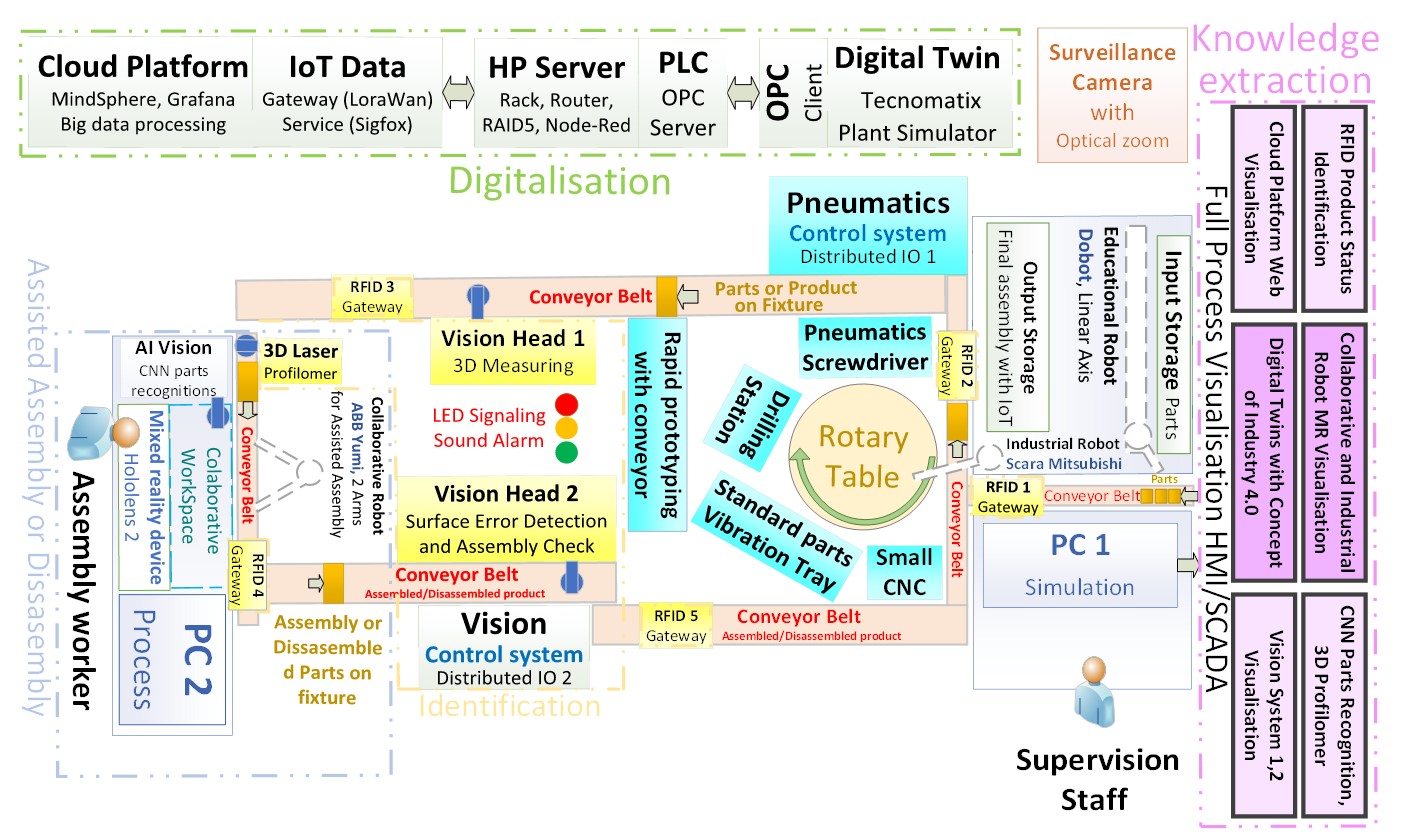 Cloud Platform
MindSphere, Grafana
Big data processing
IoT Data
Gateway (LoraWan)
Service (Sigfox)
HP Server
Rack, Router,
RAID5, Node-Red
PLC
OPC
Server
OPC
Client
Digital Twin
Tecnomatix
Plant Simulator
Digitalisation
Surveillance
Camera
with
Optical zoom
Knowledge
extraction
Full Process Visualisation HMI/SCADA
Cloud Platform Web
Visualisation
RFID Product Status
Identification
Digital Twins with Concept
of Industry 4.0
Collaborative and Industrial
Robot MR Visualisation
Vision System 1,2
Visualisation
CNN Parts Recognition,
3D Profilomer
Pneumatics
Control system
Distributed IO 1
RFID 3
Gateway
Conveyor Belt
Parts or Product
on Fixture
Vision Head 1
3D Measuring
LED Signaling
Sound Alarm
Vision Head 2
Surface Error Detection
and Assembly Check
Rapid prototyping
with conveyor
Pneumatics
Screwdriver
Drilling
Station
Rotary
Table
Standard parts
Vibration Tray
Small
CNC
RFID 2
Gateway
Conveyor Belt
Output Storage
Final assembly with IoT
Educational Robot
Dobot, Linear Axis
Input Storage
Parts
Industrial Robot
Scara Mitsubishi
RFID 1
Gateway
Conveyor Belt
Parts
PC 1
Simulation
Supervision
Staff
Assisted Assembly or Dissasembly
AI Vision
CNN parts
recognitions
3D Laser
Profilomer
Mixed reality device
Hololens 2
Colaborative
WorkSpace
Conveyor Belt
Collaborative Robot
ABB Yumi, 2 Arms
for Assisted Assembly
Assembly worker
RFID 4
Gateway
PC 2
Process
Conveyor Belt
Assembled/Disassembled product
Assembly or
Dissasemble
d Parts on
fixture
Vision
Control system
Distributed IO 2
Identification
RFID 5
Gateway
Conveyor Belt
Assembled/Disassembled product